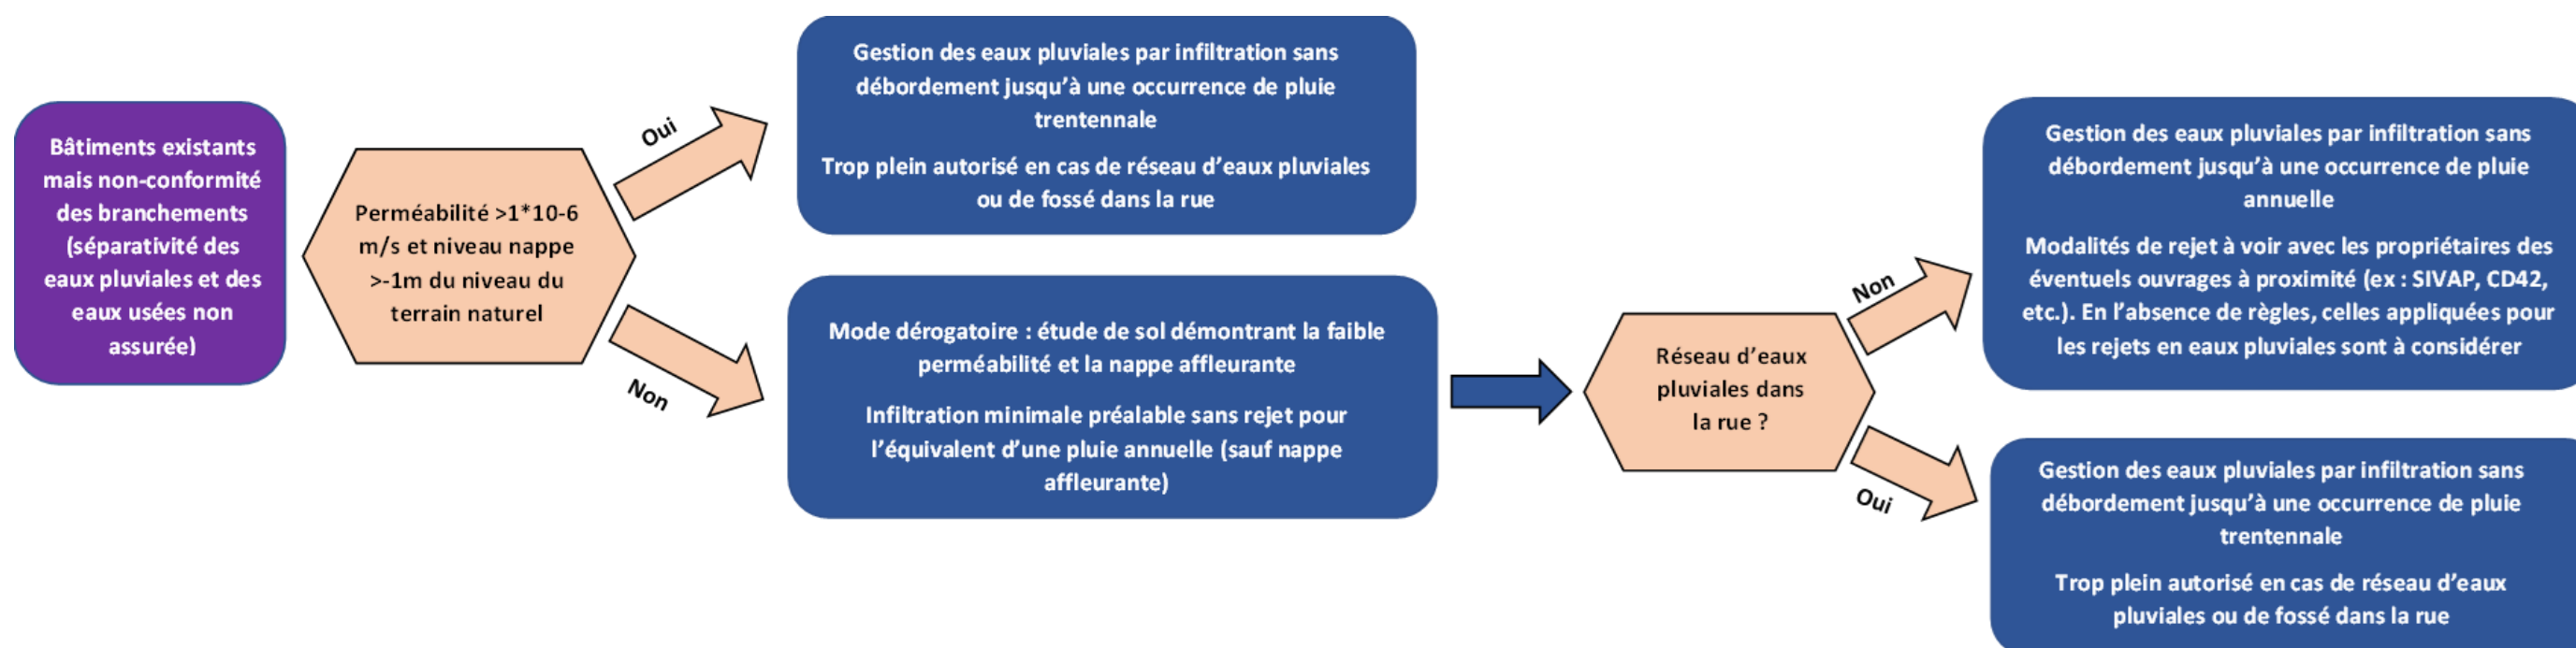 Bâtiments existants
mais non-conformité
des branchements
(séparativité des
eaux pluviales et des
eaux usées non
assurée)
Perméabilité >1*10-6
m/s et niveau nappe
>-1m du niveau du
terrain naturel
Oui
Gestion des eaux pluviales par infiltration sans
débordement jusqu’à une occurrence de pluie
trentennale
Trop plein autorisé en cas de réseau d’eaux pluviales
ou de fossé dans la rue
Non
Mode dérogatoire : étude de sol démontrant la faible
perméabilité et la nappe affleurante
Infiltration minimale préalable sans rejet pour
l’équivalent d’une pluie annuelle (sauf nappe
affleurante)
Réseau d’eaux
pluviales dans
la rue ?
Non
Gestion des eaux pluviales par infiltration sans
débordement jusqu’à une occurrence de pluie
annuelle
Modalités de rejet à voir avec les propriétaires des
éventuels ouvrages à proximité (ex : SIVAP, CD42,
etc.). En l’absence de règles, celles appliquées pour
les rejets en eaux pluviales sont à considérer
Oui
Gestion des eaux pluviales par infiltration sans
débordement jusqu’à une occurrence de pluie
trentennale
Trop plein autorisé en cas de réseau d’eaux
pluviales ou de fossé dans la rue